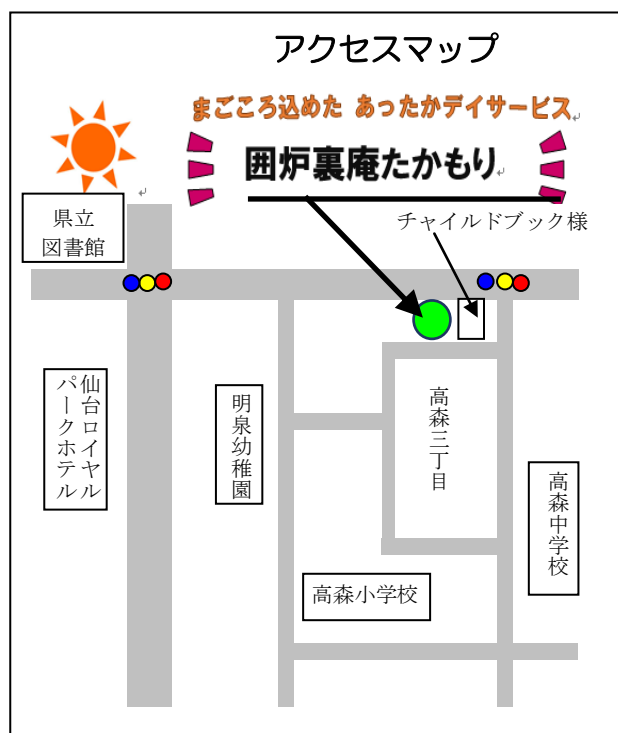 アクセスマップ
まごころ込めた あったかデイサービス
囲炉裏庵たかもり
県立
図書館
チャイルドブック様
仙台ロイヤル
パークホテル
明泉幼稚園
高森三丁目
高森中学校
高森小学校